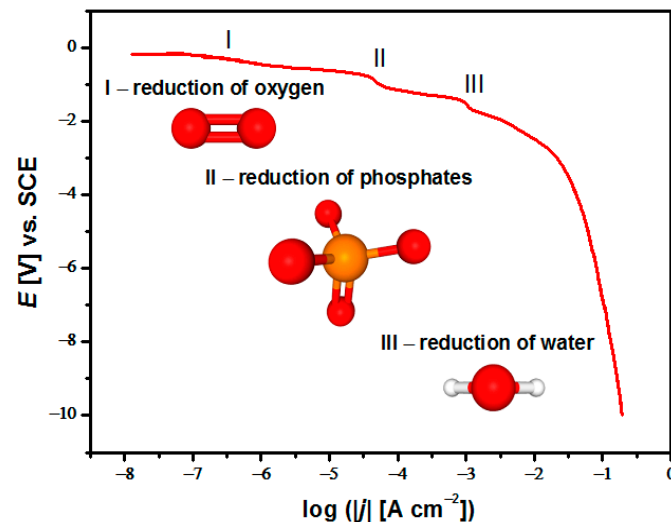 I
II
III
I – reduction of oxygen
II – reduction of phosphates
III – reduction of water
E [V] vs. SCE
0
−2
−4
−6
−8
−10
−8 −7 −6 −5 −4 −3 −2 −1 0
log (|j| [A cm⁻²])